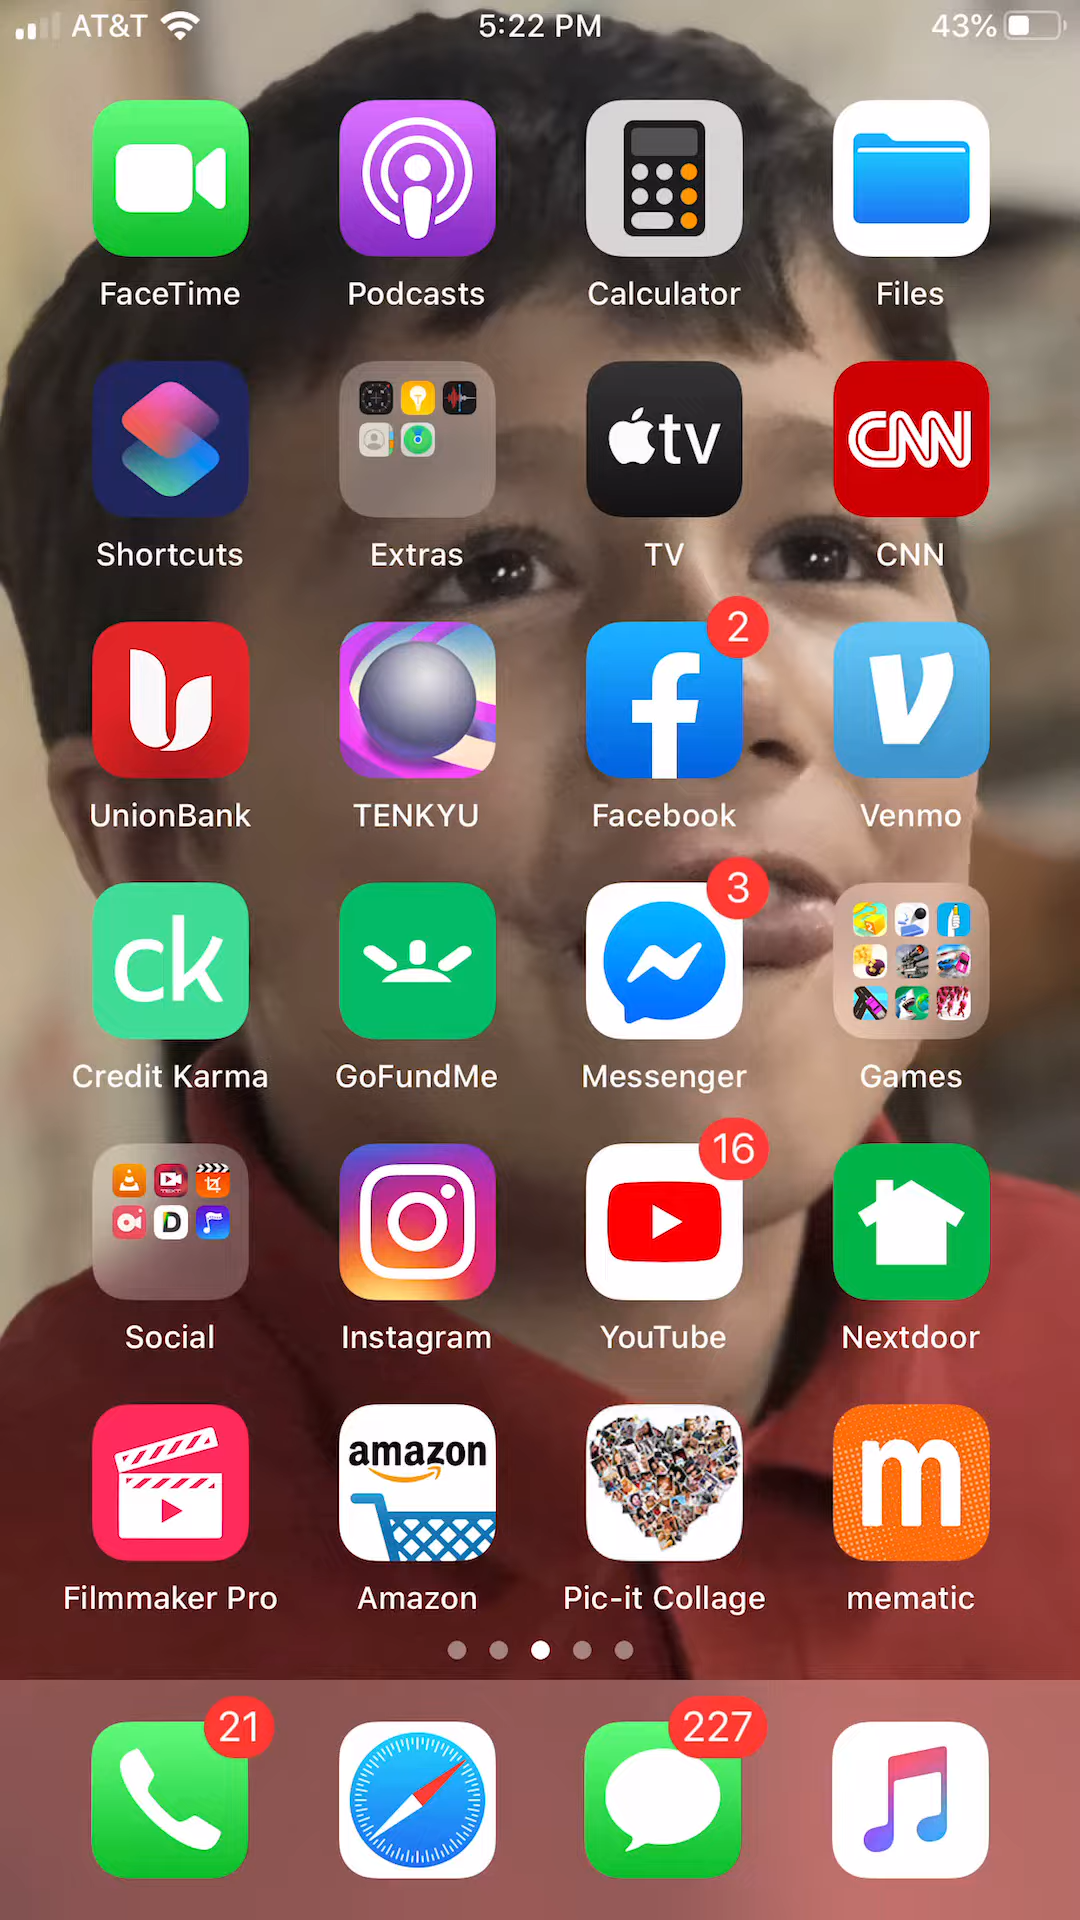 AT&T 5:22 PM 43%
FaceTime Podcasts Calculator Files
tv CNN
Shortcuts Extras TV CNN
2
UnionBank TENKYU Facebook Venmo
ck 3
Credit Karma GoFundMe Messenger Games
D 16
Social Instagram YouTube Nextdoor
amazon m
Filmmaker Pro Amazon Pic-it Collage mematic
21 227